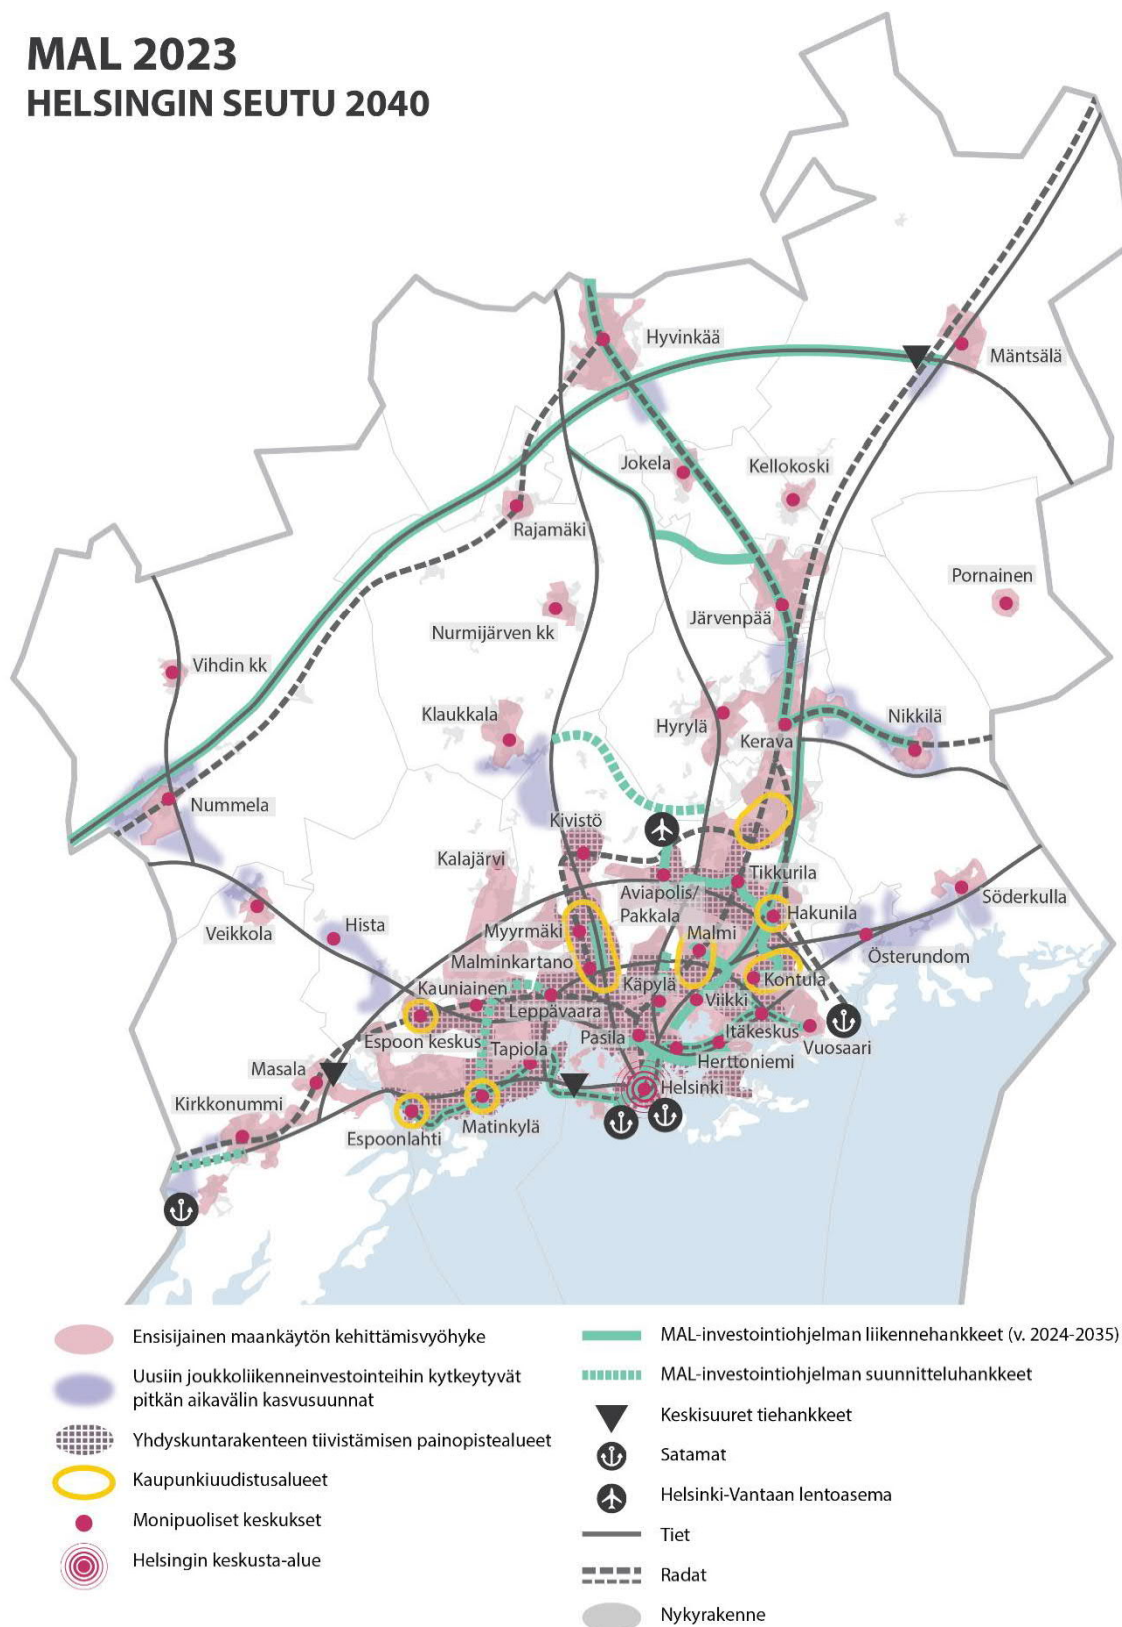 MAL 2023
HELSINGIN SEUTU 2040
Hyvinkää
Mäntsälä
Jokela
Kellokoski
Rajamäki
Pornainen
Nurmijärven kk
Järvenpää
Vihdin kk
Klaukkala
Hyrylä
Kerava
Nikkilä
Nummela
Kivistö
Kalajärvi
Tikkurila
Aviapolis/
Pakkala
Söderkulla
Veikkola
Hista
Myyrmäki
Malmi
Hakunila
Österundom
Malminkartano
Kauniainen
Käpylä
Kontula
Leppävaara
Viikki
Espoon keskus
Pasila
Itäkeskus
Vuosaari
Tapiola
Herttoniemi
Masala
Helsinki
Kirkkonummi
Matinkylä
Espoonlahti
Ensisijainen maankäytön kehittämisvyöhyke
Uusiin joukkoliikenneinvestointeihin kytkeytyvät
pitkän aikavälin kasvusuunnat
Yhdyskuntarakenteen tiivistämisen painopistealueet
Kaupunkiuudistusalueet
Monipuoliset keskukset
Helsingin keskusta-alue
MAL-investointiohjelman liikennehankkeet (v. 2024-2035)
MAL-investointiohjelman suunnitteluhankkeet
Keskisuuret tiehankkeet
Satamat
Helsinki-Vantaan lentoasema
Tiet
Radat
Nykyrakenne